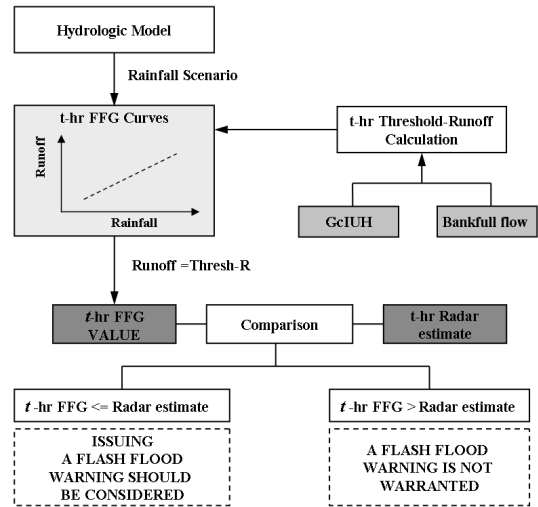 Hydrologic Model
Rainfall Scenario
t-hr FFG Curves
Runoff
Rainfall
t-hr Threshold-Runoff
Calculation
GcIUH
Bankfull flow
Runoff =Thresh-R
t-hr FFG
VALUE
Comparison
t-hr Radar
estimate
t -hr FFG <= Radar estimate
t -hr FFG > Radar estimate
ISSUING
A FLASH FLOOD
WARNING SHOULD
BE CONSIDERED
A FLASH FLOOD
WARNING IS NOT
WARRANTED